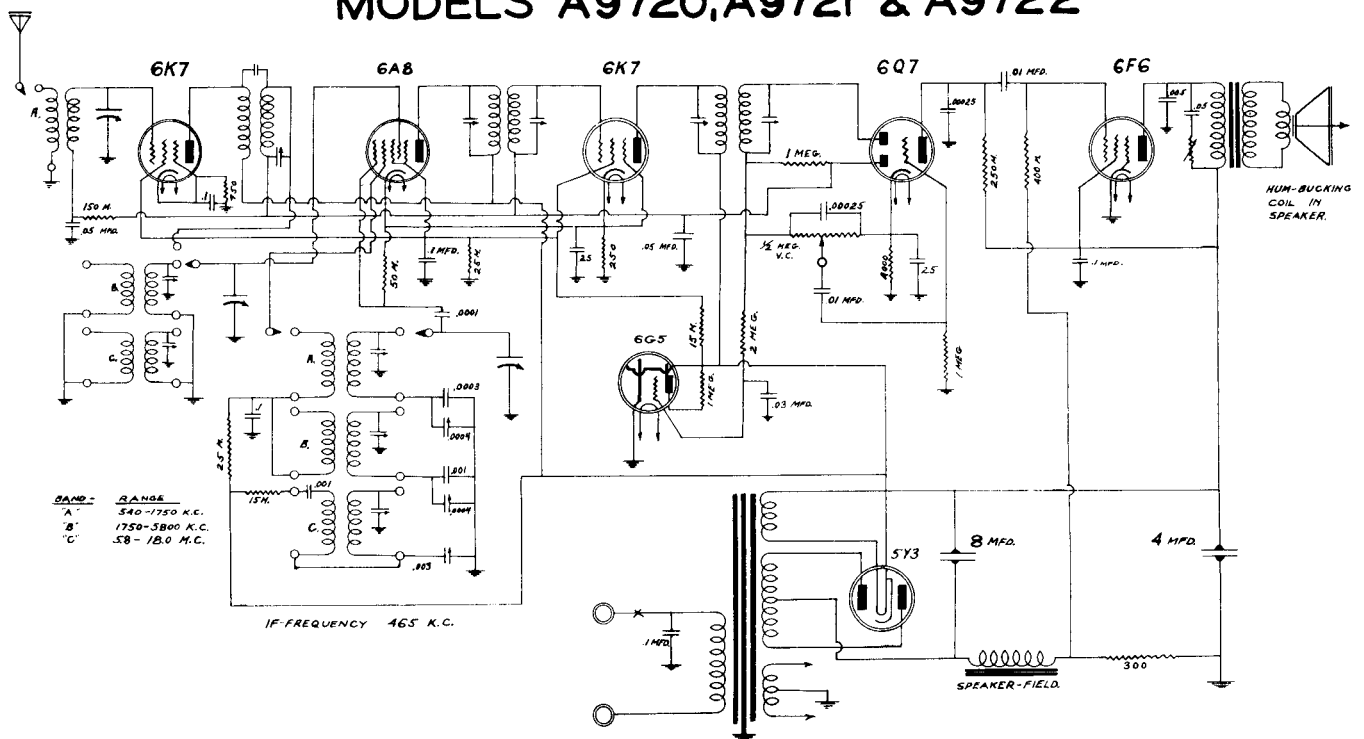 MODELS A9720, A9721 & A9722
6K7
6A8
6K7
6Q7
6F6
A.
.1
450
150 M.
.05 MFD.
B.
C.
50 M.
.1 MFD.
25 M.
.0001
.25
250
.05 MFD.
1 MEG.
.00025
½ MEG.
V.C.
.01 MFD.
4000
.25
1 MEG
.00025
.01 MFD.
250 M.
400 M.
.1 MFD.
.005
.05
HUM-BUCKING
COIL IN
SPEAKER.
6G5
15 M.
1 MEG.
2 MEG.
.03 MFD.
A.
B.
C.
.1
25 M.
15 M.
.001
.0003
.0004
.001
.0004
.003
BAND - RANGE
"A" 540-1750 K.C.
"B" 1750-5800 K.C.
"C" 5.8 - 18.0 M.C.
IF-FREQUENCY 465 K.C.
.1 MFD.
5Y3
8 MFD.
4 MFD.
SPEAKER-FIELD.
300